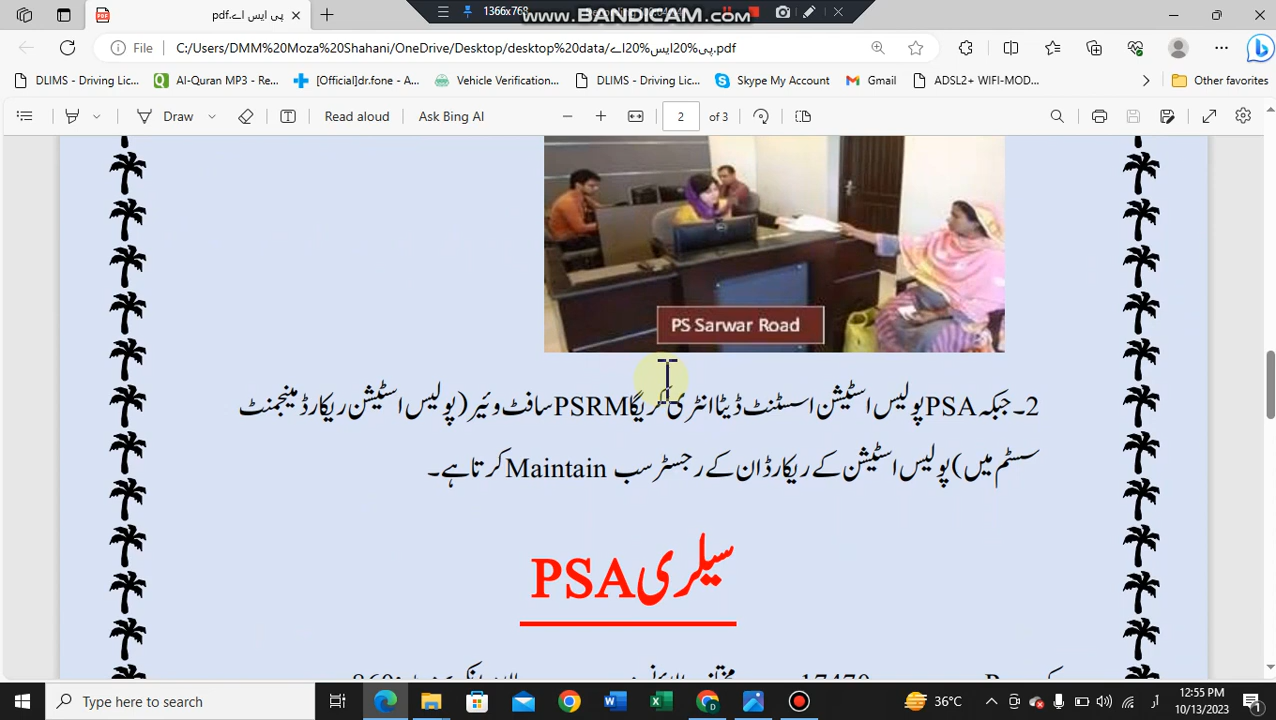 پی ایس اے.pdf
1366x768
www.BANDICAM.com
File C:/Users/DMM%20Moza%20Shahani/OneDrive/Desktop/desktop%20data/پی%20ایس%20اے.pdf
DLIMS - Driving Lic... Al-Quran MP3 - Re... [Official]dr.fone - A... Vehicle Verification... DLIMS - Driving Lic... Skype My Account Gmail ADSL2+ WIFI-MOD... Other favorites
Draw Read aloud Ask Bing AI 2 of 3
PS Sarwar Road
2۔جبکہ PSA پولیس اسٹیشن اسسٹنٹ ڈیٹا انٹری کریگا PSRM سافٹ وئیر (پولیس اسٹیشن ریکارڈ مینجمنٹ
سسٹم میں) پولیس اسٹیشن کے ریکارڈ ان کے رجسٹر سب Maintain کرتا ہے۔
سیلری PSA
Type here to search
36°C
12:55 PM
10/13/2023